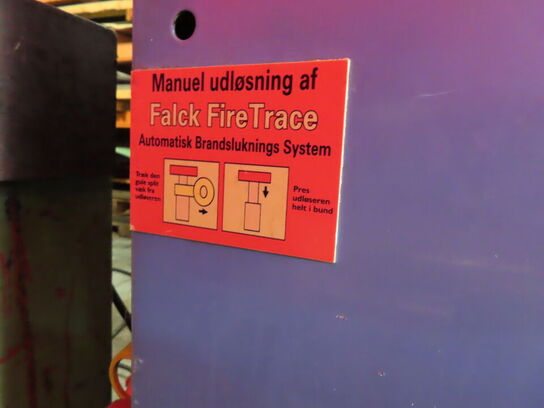 Manuel udløsning af
Falck FireTrace
Automatisk Brandsluknings System
Træk den
gule split
væk fra
udløseren
Pres
udløseren
helt i bund